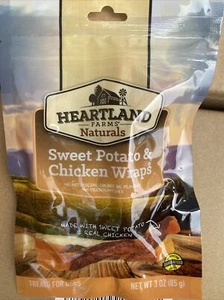 HEARTLAND
FARMS
Naturals
Sweet Potato &
Chicken Wraps
MADE WITH SWEET POTATO
& REAL CHICKEN
TREATS FOR DOGS
NET WT 3 OZ (85 g)